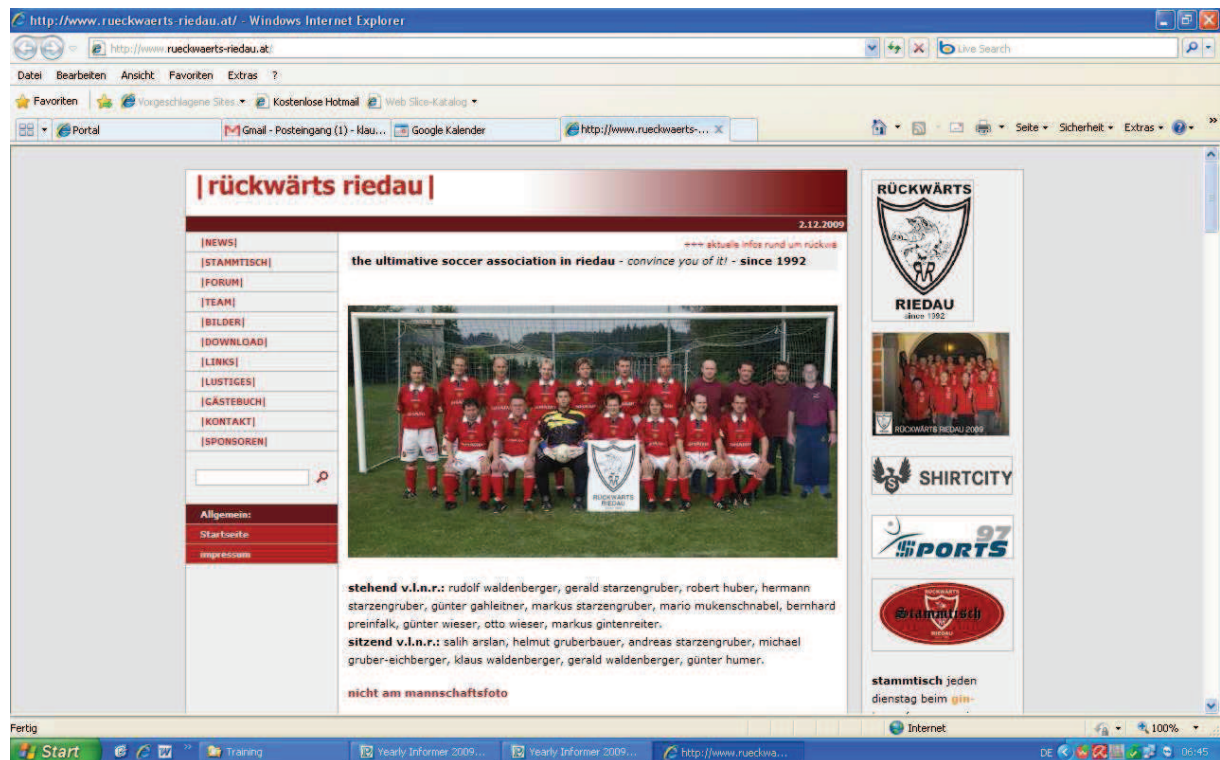 http://www.rueckwaerts-riedau.at/ - Windows Internet Explorer
http://www.rueckwaerts-riedau.at/
Live Search
Datei Bearbeiten Ansicht Favoriten Extras ?
Favoriten Vorgeschlagene Sites Kostenlose Hotmail Web Slice-Katalog
Portal Gmail - Posteingang (1) - klau... Google Kalender http://www.rueckwaerts-... Seite Sicherheit Extras
|rückwärts riedau|
2.12.2009
|NEWS|
|STAMMTISCH|
|FORUM|
|TEAM|
|BILDER|
|DOWNLOAD|
|LINKS|
|LUSTIGES|
|GÄSTEBUCH|
|KONTAKT|
|SPONSOREN|
Allgemein:
Startseite
impressum
+++ aktuelle infos rund um rückwä
the ultimative soccer association in riedau - convince you of it! - since 1992
RÜCKWÄRTS
RIEDAU
stehend v.l.n.r.: rudolf waldenberger, gerald starzengruber, robert huber, hermann
starzengruber, günter gahleitner, markus starzengruber, mario mukenschnabel, bernhard
preinfalk, günter wieser, otto wieser, markus gintenreiter.
sitzend v.l.n.r.: salih arslan, helmut gruberbauer, andreas starzengruber, michael
gruber-eichberger, klaus waldenberger, gerald waldenberger, günter humer.
nicht am mannschaftsfoto
RÜCKWÄRTS
RIEDAU
since 1992
RÜCKWÄRTS RIEDAU 2009
SHIRTCITY
97
SPORTS
RÜCKWÄRTS
Stammtisch
RIEDAU
stammtisch jeden
dienstag beim gin-
Fertig Internet 100%
Start Training Yearly Informer 2009... Yearly Informer 2009... http://www.rueckwa... DE 06:45